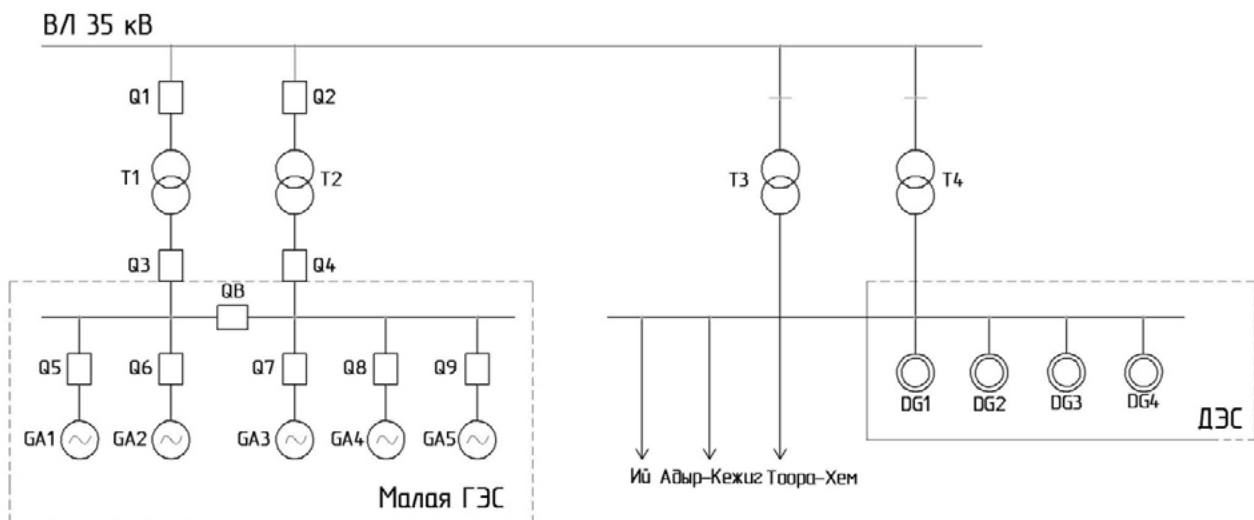 ВЛ 35 кВ
Q1
Q2
T1
T2
T3
T4
Q3
Q4
QB
Q5
Q6
Q7
Q8
Q9
GA1
GA2
GA3
GA4
GA5
DG1
DG2
DG3
DG4
ДЭС
Ий Адыр-Кежиг Тоора-Хем
Малая ГЭС